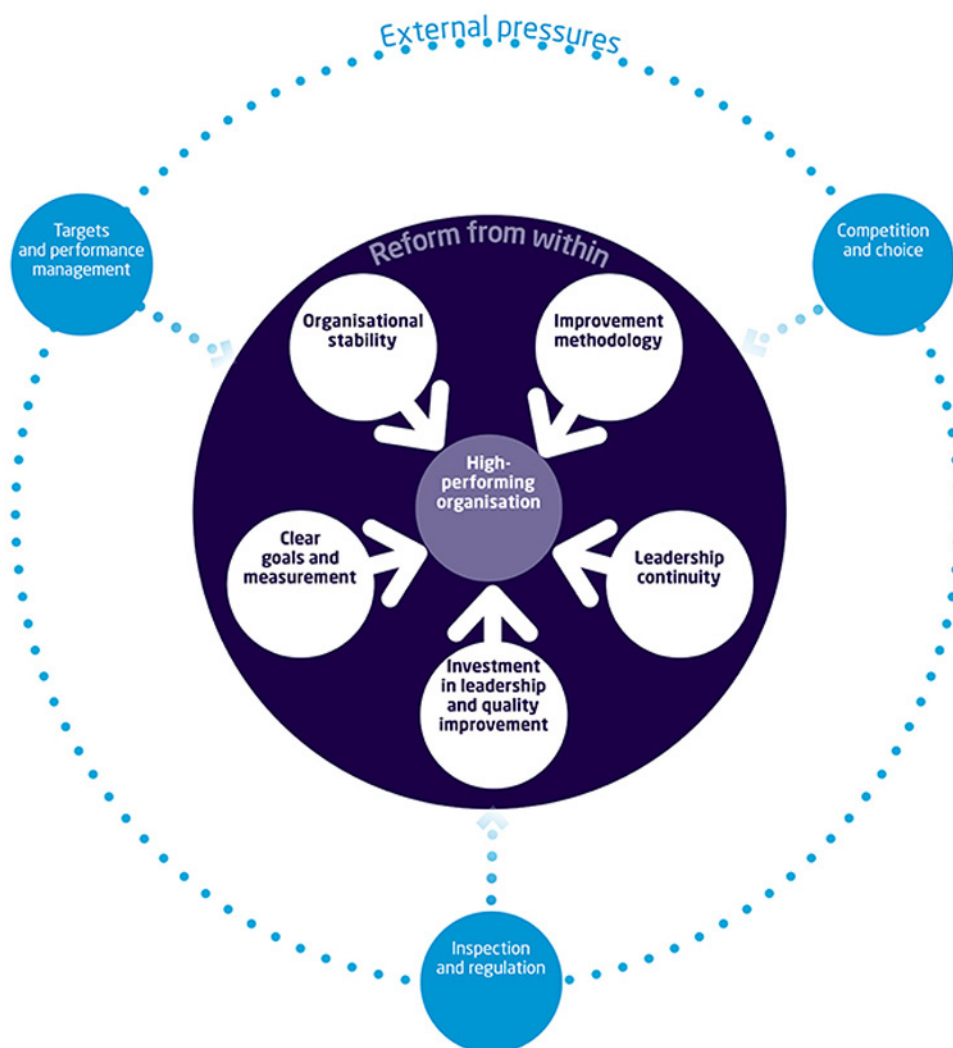 External pressures
Targets
and performance
management
Competition
and choice
Reform from within
Organisational
stability
Improvement
methodology
High-
performing
organisation
Clear
goals and
measurement
Leadership
continuity
Investment
in leadership
and quality
improvement
Inspection
and regulation